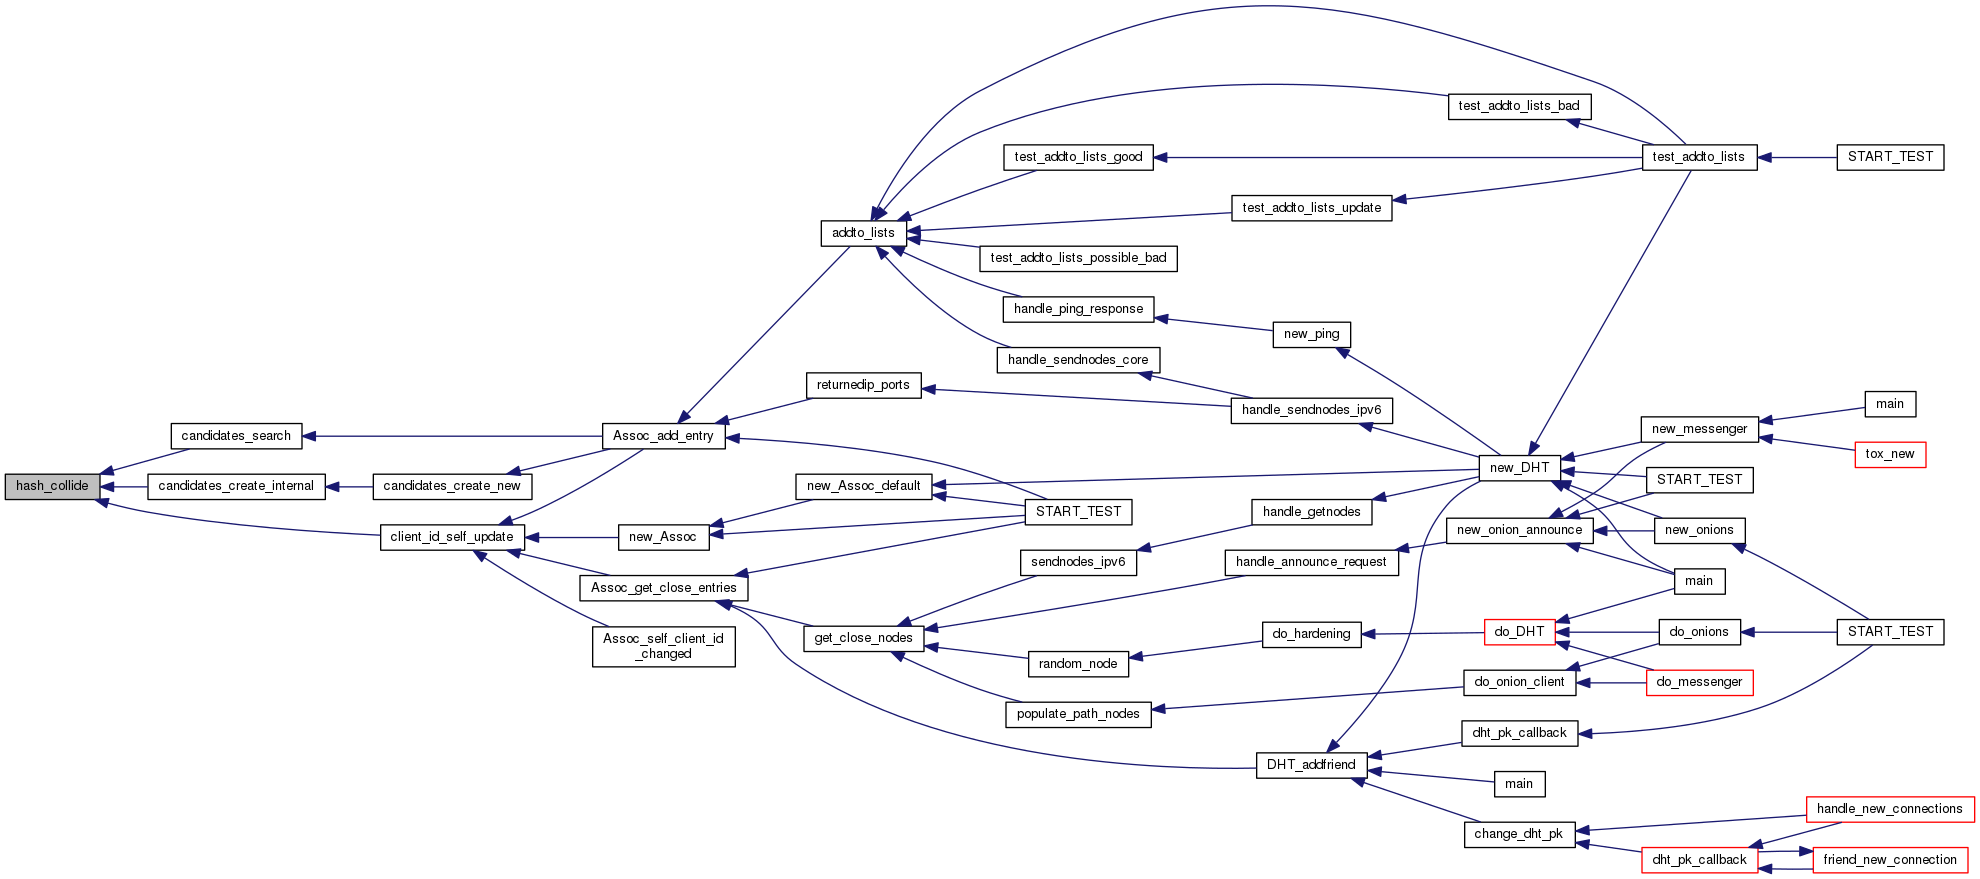 hash_collide
candidates_search
candidates_create_internal
candidates_create_new
client_id_self_update
Assoc_add_entry
new_Assoc
Assoc_get_close_entries
Assoc_self_client_id
_changed
addto_lists
returnedip_ports
new_Assoc_default
get_close_nodes
test_addto_lists_good
test_addto_lists_possible_bad
handle_ping_response
handle_sendnodes_core
START_TEST
sendnodes_ipv6
random_node
populate_path_nodes
test_addto_lists_update
new_ping
handle_sendnodes_ipv6
handle_getnodes
handle_announce_request
do_hardening
DHT_addfriend
test_addto_lists_bad
new_DHT
new_onion_announce
do_DHT
do_onion_client
dht_pk_callback
main
change_dht_pk
test_addto_lists
new_messenger
START_TEST
new_onions
main
do_onions
do_messenger
dht_pk_callback
START_TEST
main
tox_new
START_TEST
handle_new_connections
friend_new_connection